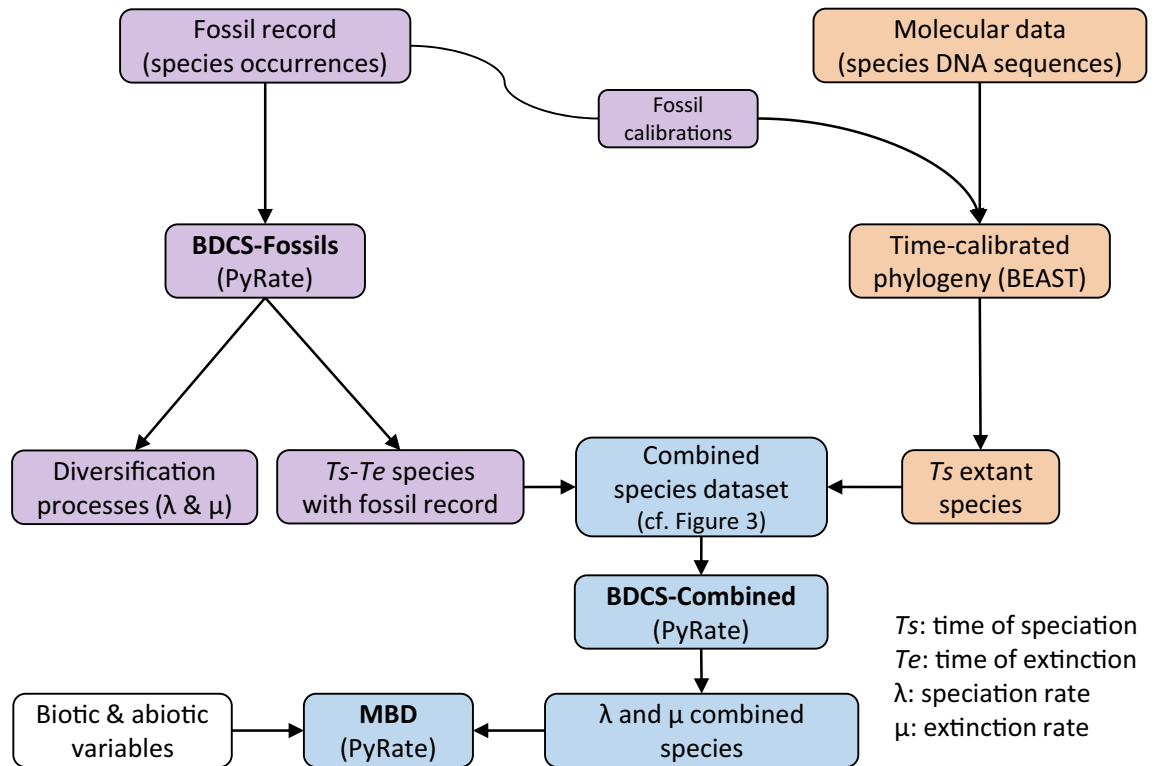 Fossil record
(species occurrences)
Molecular data
(species DNA sequences)
Fossil
calibrations
BDCS-Fossils
(PyRate)
Time-calibrated
phylogeny (BEAST)
Diversification
processes (λ & μ)
Ts-Te species
with fossil record
Combined
species dataset
(cf. Figure 3)
Ts extant
species
BDCS-Combined
(PyRate)
Ts: time of speciation
Te: time of extinction
λ: speciation rate
μ: extinction rate
Biotic & abiotic
variables
MBD
(PyRate)
λ and μ combined
species